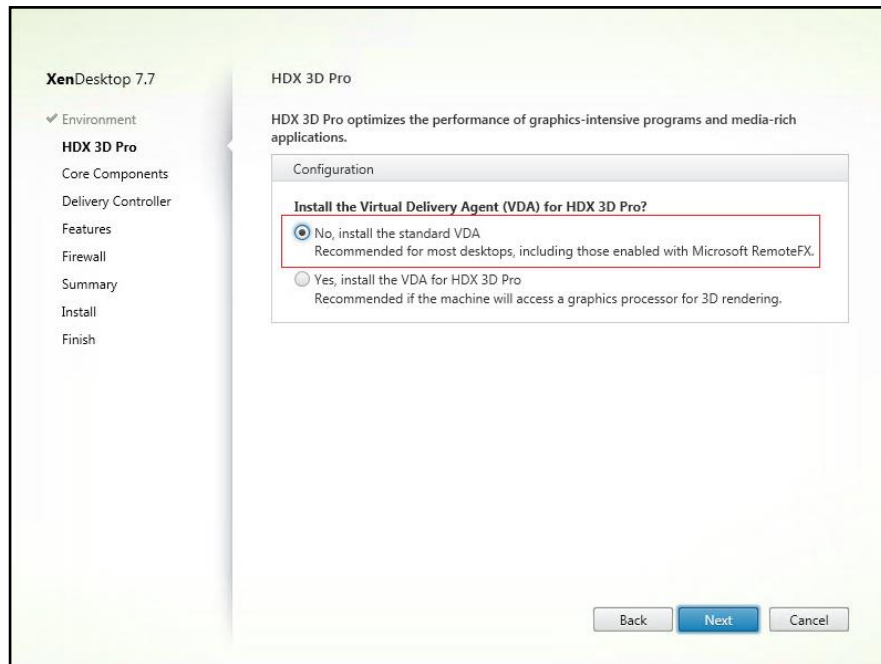 XenDesktop 7.7
Environment
HDX 3D Pro
Core Components
Delivery Controller
Features
Firewall
Summary
Install
Finish
HDX 3D Pro
HDX 3D Pro optimizes the performance of graphics-intensive programs and media-rich
applications.
Configuration
Install the Virtual Delivery Agent (VDA) for HDX 3D Pro?
No, install the standard VDA
Recommended for most desktops, including those enabled with Microsoft RemoteFX.
Yes, install the VDA for HDX 3D Pro
Recommended if the machine will access a graphics processor for 3D rendering.
Back Next Cancel